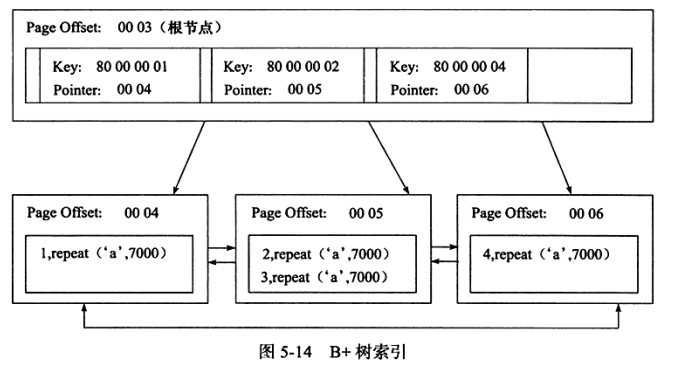 Page Offset: 00 03（根节点）
Key: 80 00 00 01
Pointer: 00 04
Key: 80 00 00 02
Pointer: 00 05
Key: 80 00 00 04
Pointer: 00 06
Page Offset: 00 04
1,repeat（‘a’,7000）
Page Offset: 00 05
2,repeat（‘a’,7000）
3,repeat（‘a’,7000）
Page Offset: 00 06
4,repeat（‘a’,7000）
图 5-14 B+ 树索引